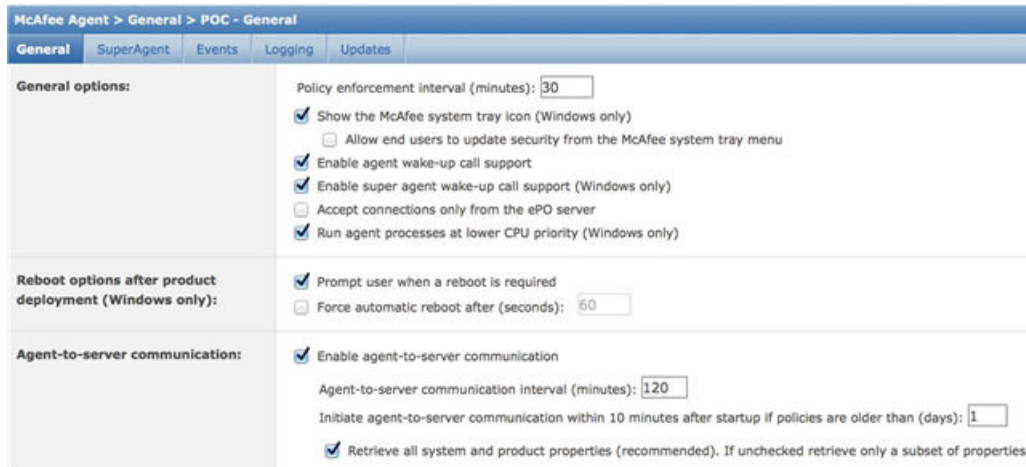 McAfee Agent > General > POC - General
General SuperAgent Events Logging Updates
General options:
Policy enforcement interval (minutes): 30
Show the McAfee system tray icon (Windows only)
Allow end users to update security from the McAfee system tray menu
Enable agent wake-up call support
Enable super agent wake-up call support (Windows only)
Accept connections only from the ePO server
Run agent processes at lower CPU priority (Windows only)
Reboot options after product
deployment (Windows only):
Prompt user when a reboot is required
Force automatic reboot after (seconds): 60
Agent-to-server communication:
Enable agent-to-server communication
Agent-to-server communication interval (minutes): 120
Initiate agent-to-server communication within 10 minutes after startup if policies are older than (days): 1
Retrieve all system and product properties (recommended). If unchecked retrieve only a subset of properties